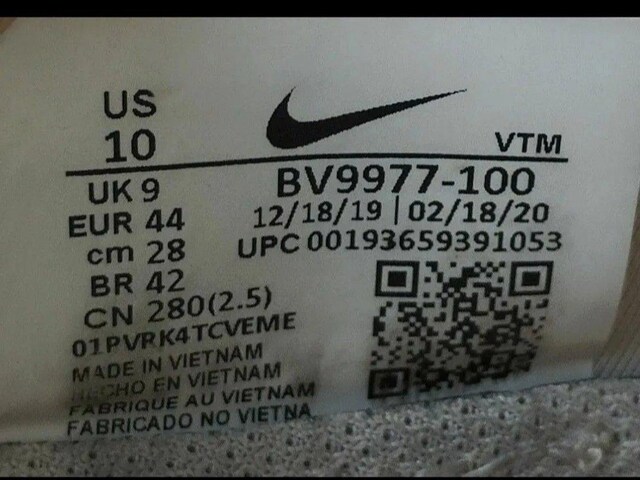 US
10
VTM
UK 9
BV9977-100
EUR 44
12/18/19 | 02/18/20
cm 28
UPC 00193659391053
BR 42
CN 280(2.5)
01PVRK4TCVEME
MADE IN VIETNAM
HECHO EN VIETNAM
FABRIQUE AU VIETNAM
FABRICADO NO VIETNA